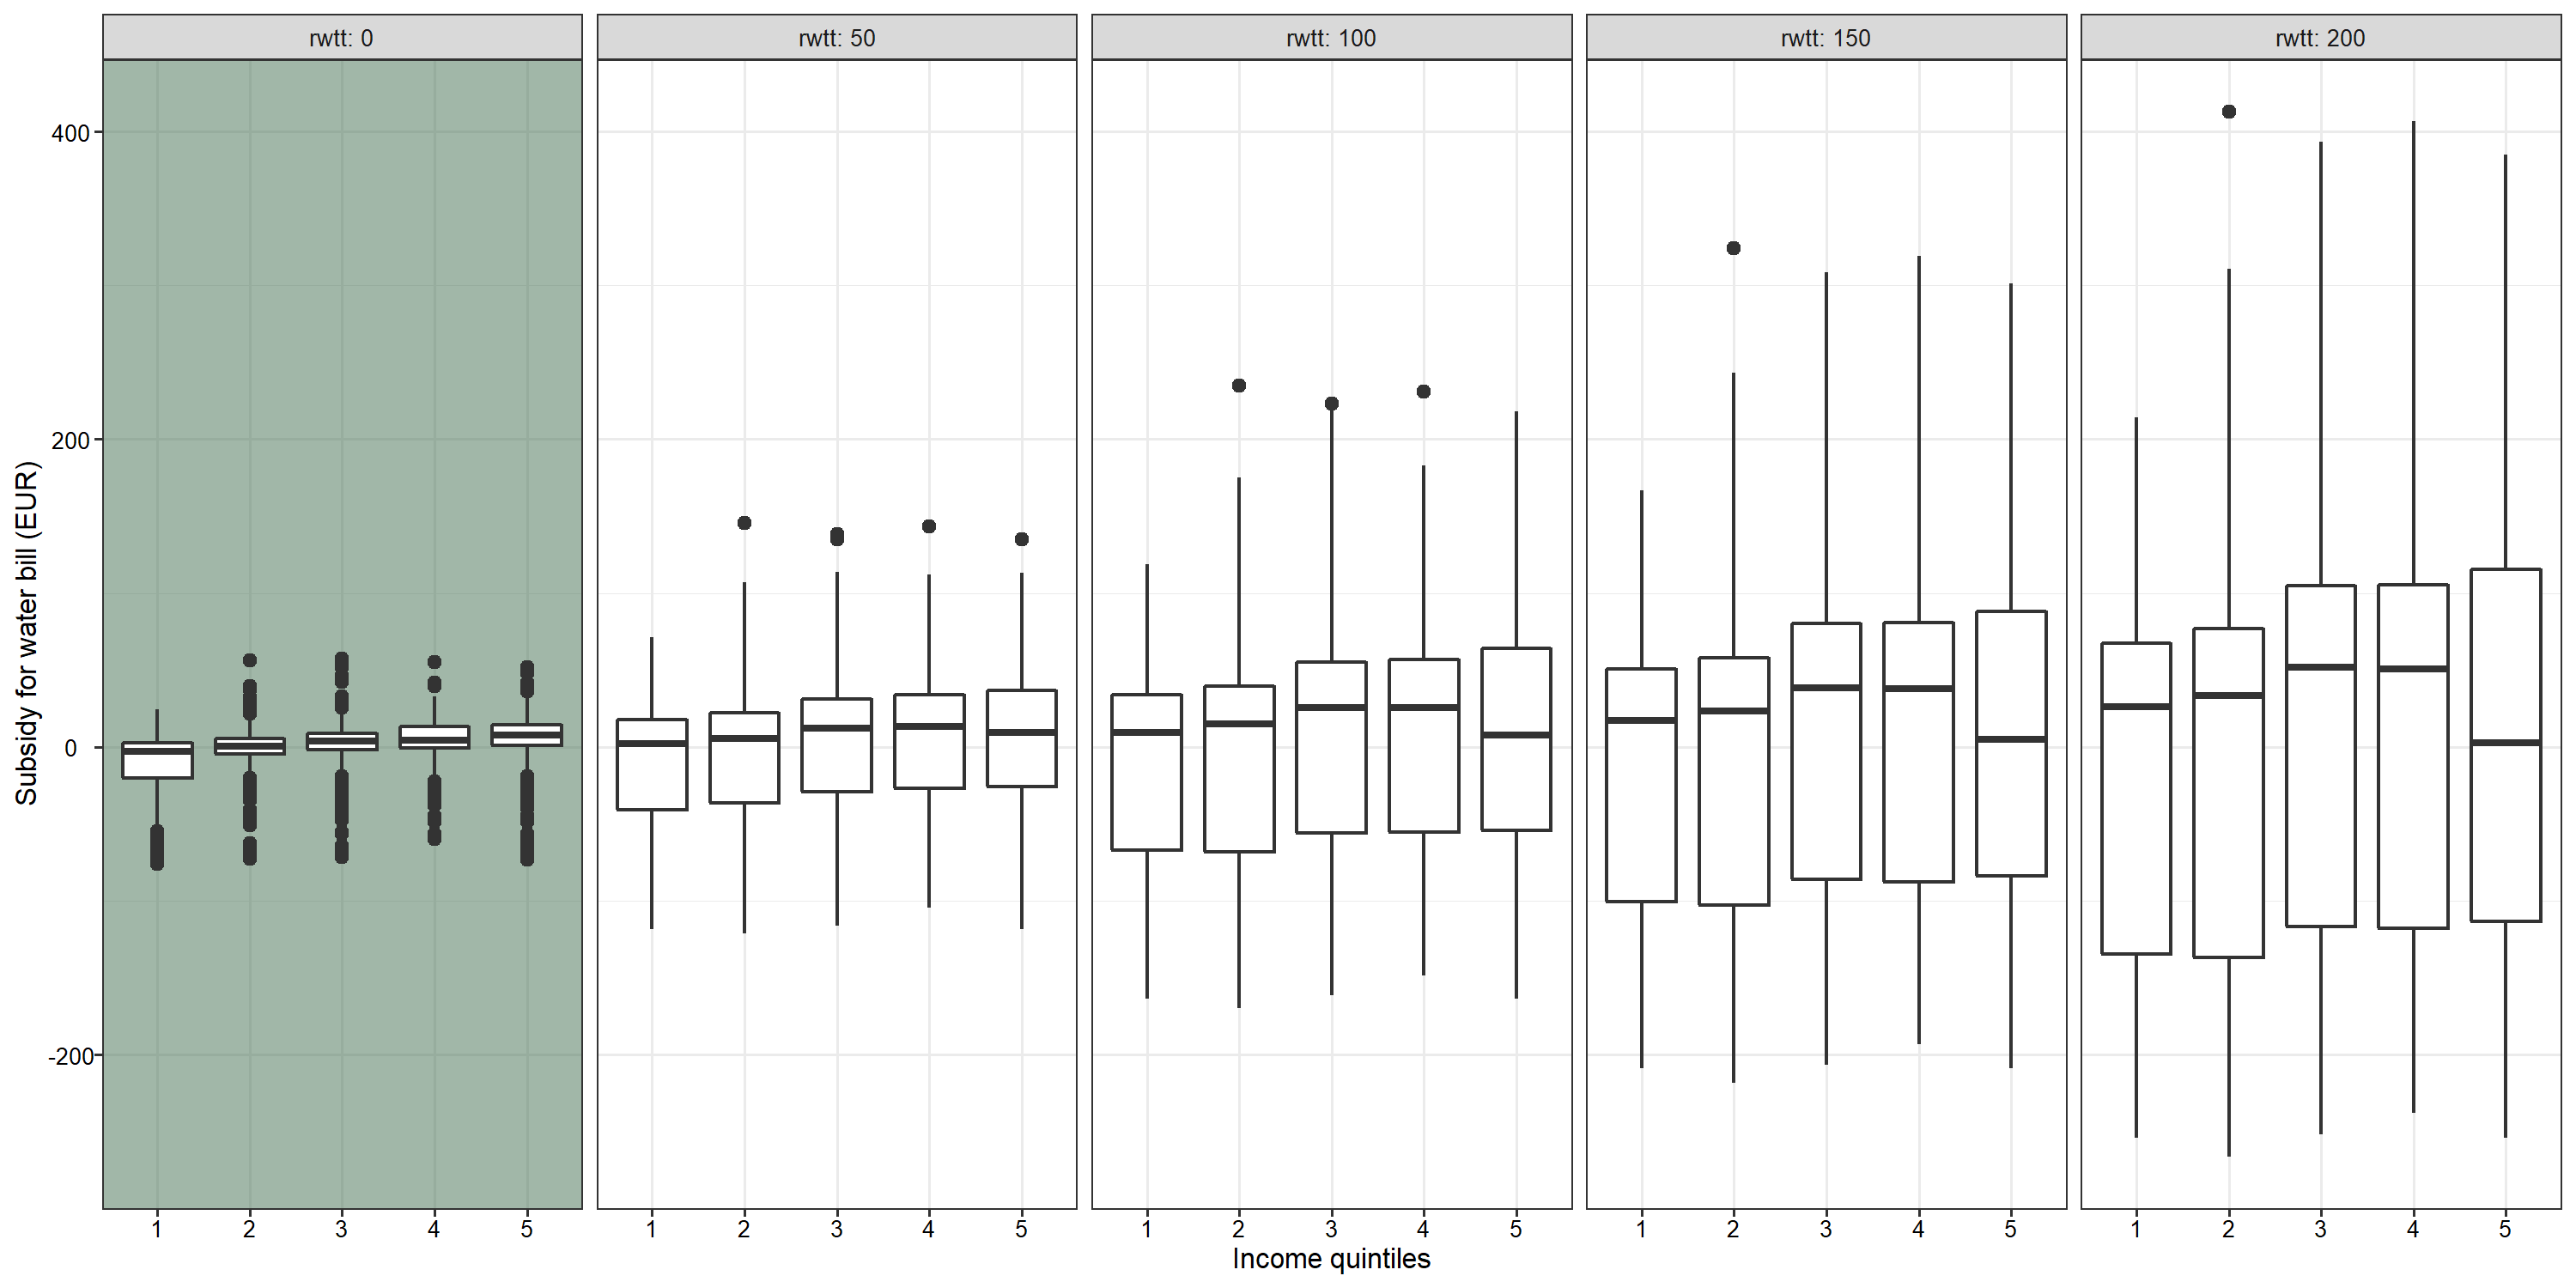 rwtt: 0 rwtt: 50 rwtt: 100 rwtt: 150 rwtt: 200
Subsidy for water bill (EUR)
400
200
0
-200
1 2 3 4 5 1 2 3 4 5 1 2 3 4 5 1 2 3 4 5 1 2 3 4 5
Income quintiles